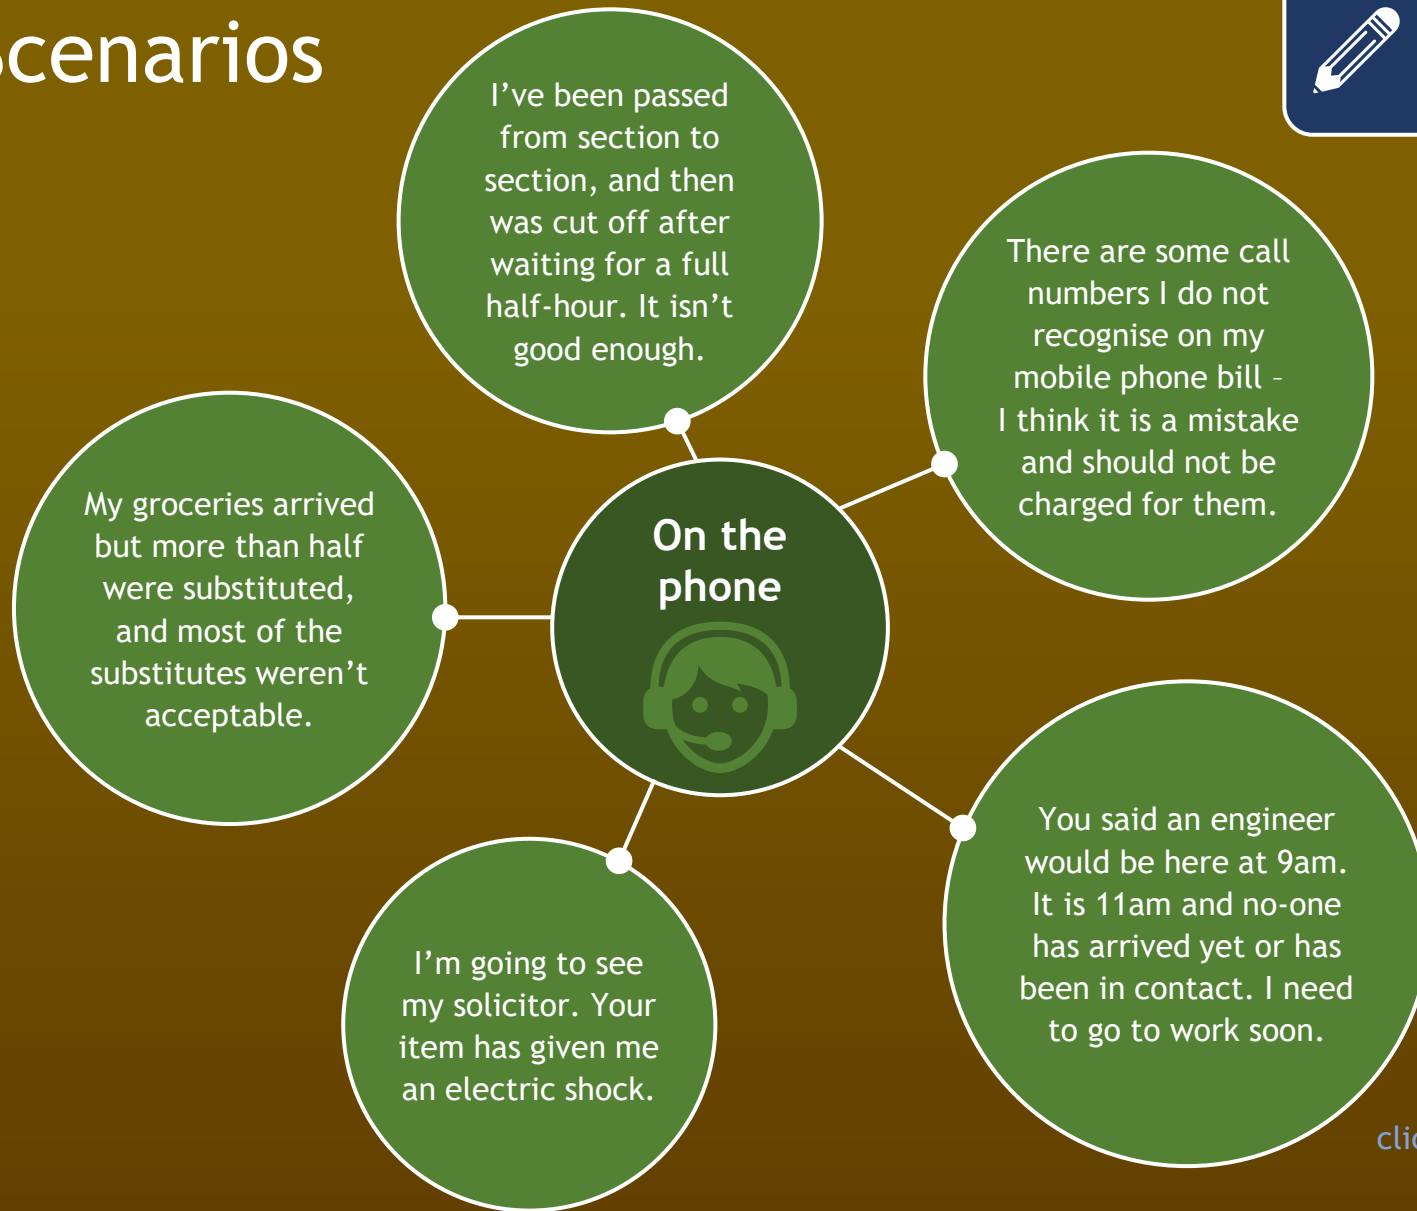 Scenarios
I've been passed
from section to
section, and then
was cut off after
waiting for a full
half-hour. It isn't
good enough.
There are some call
numbers I do not
recognise on my
mobile phone bill –
I think it is a mistake
and should not be
charged for them.
My groceries arrived
but more than half
were substituted,
and most of the
substitutes weren't
acceptable.
On the
phone
You said an engineer
would be here at 9am.
It is 11am and no-one
has arrived yet or has
been in contact. I need
to go to work soon.
I'm going to see
my solicitor. Your
item has given me
an electric shock.